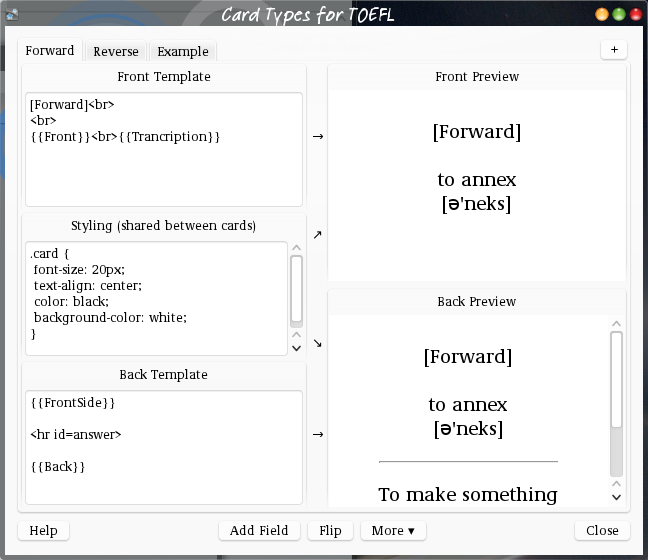 Card Types for TOEFL
Forward Reverse Example +
Front Template
[Forward]<br>
<br>
{{Front}}<br>{{Trancription}}
Styling (shared between cards)
.card {
font-size: 20px;
text-align: center;
color: black;
background-color: white;
}
Back Template
{{FrontSide}}
<hr id=answer>
{{Back}}
→
↗
↘
→
Front Preview
[Forward]
to annex
[ə'neks]
Back Preview
[Forward]
to annex
[ə'neks]
To make something
Help Add Field Flip More ▾ Close